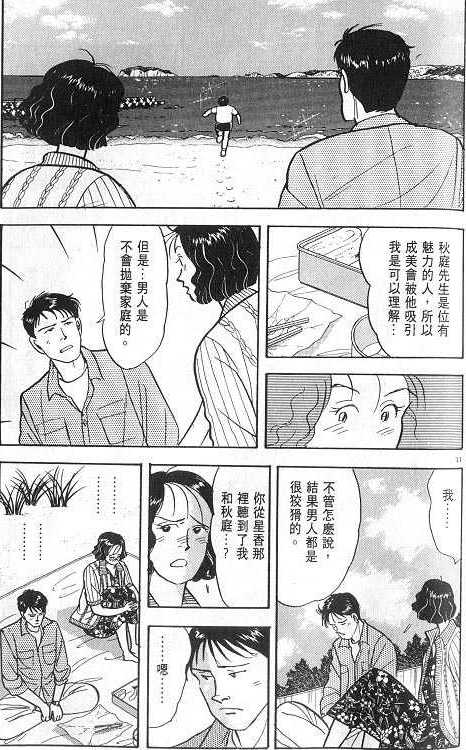 秋庭先生是位有
魅力的人，所以
成美會被他吸引
我是可以理解…
但是…男人是
不會拋棄家庭的。
11
我…
不管怎麽說，
結果男人都是
很狡猾的。
你從星香那
裡聽到了我
和秋庭…?
…嗯…
………
………